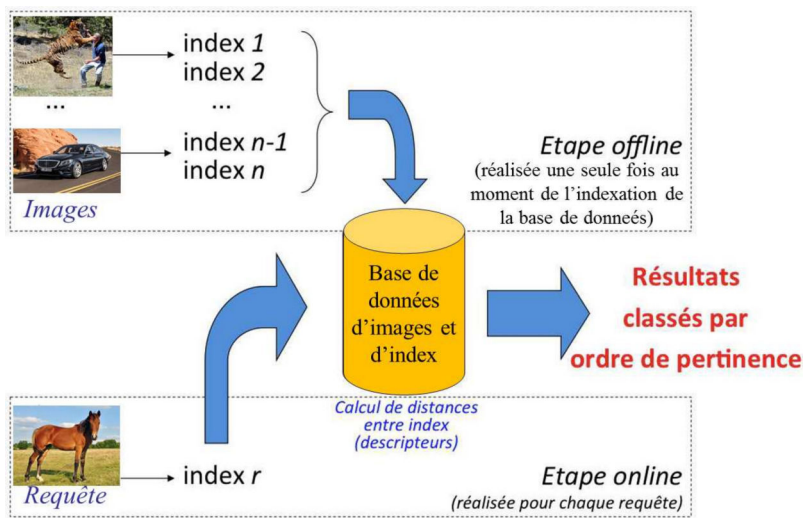 index 1
index 2
...
...
index n-1
index n
Images
Etape offline
(réalisée une seule fois au
moment de l'indexation de
la base de donneés)
Base de
données
d'images et
d'index
Résultats
classés par
ordre de pertinence
Calcul de distances
entre index
(descripteurs)
index r
Requête
Etape online
(réalisée pour chaque requête)